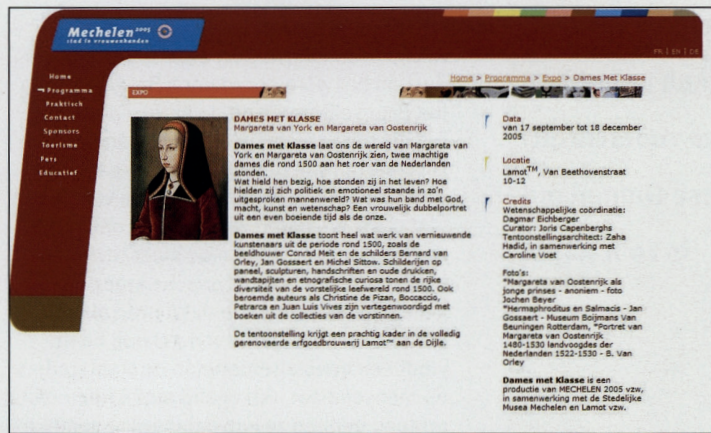 Mechelen 2005
stad in vrouwenhanden
FR | EN | DE
Home
Programma
Praktisch
Contact
Sponsors
Toerisme
Pers
Educatief
Home > Programma > Expo > Dames Met Klasse
EXPO
DAMES MET KLASSE
Margareta van York en Margareta van Oostenrijk
Dames met Klasse laat ons de wereld van Margareta van
York en Margareta van Oostenrijk zien, twee machtige
dames die rond 1500 aan het roer van de Nederlanden
stonden.
Wat hield hen bezig, hoe stonden zij in het leven? Hoe
hielden zij zich politiek en emotioneel staande in zo'n
uitgesproken mannenwereld? Wat was hun band met God,
macht, kunst en wetenschap? Een vrouwelijk dubbelportret
uit een even boeiende tijd als de onze.
Dames met Klasse toont heel wat werk van vernieuwende
kunstenaars uit de periode rond 1500, zoals de
beeldhouwer Conrad Meit en de schilders Bernard van
Orley, Jan Gossaert en Michel Sittow. Schilderijen op
paneel, sculpturen, handschriften en oude drukken,
wandtapijten en etnografische curiosa tonen de rijke
diversiteit van de vorstelijke leefwereld rond 1500. Ook
beroemde auteurs als Christine de Pizan, Boccaccio,
Petrarca en Juan Luis Vives zijn vertegenwoordigd met
boeken uit de collecties van de vorstinnen.
De tentoonstelling krijgt een prachtig kader in de volledig
gerenoveerde erfgoedbrouwerij Lamot™ aan de Dijle.
Data
van 17 september tot 18 december
2005
Locatie
Lamot™, Van Beethovenstraat
10-12
Credits
Wetenschappelijke coördinatie:
Dagmar Eichberger
Curator: Joris Capenberghs
Tentoonstellingsarchitect: Zaha
Hadid, in samenwerking met
Caroline Voet
Foto's:
*Margareta van Oostenrijk als
jonge prinses - anoniem - foto
Jochen Beyer
*Hermaphroditus en Salmacis - Jan
Gossaert - Museum Boijmans Van
Beuningen Rotterdam, *Portret van
Margareta van Oostenrijk
1480-1530 landvoogdes der
Nederlanden 1522-1530 - B. Van
Orley
Dames met Klasse is een
productie van MECHELEN 2005 vzw,
in samenwerking met de Stedelijke
Musea Mechelen en Lamot vzw.